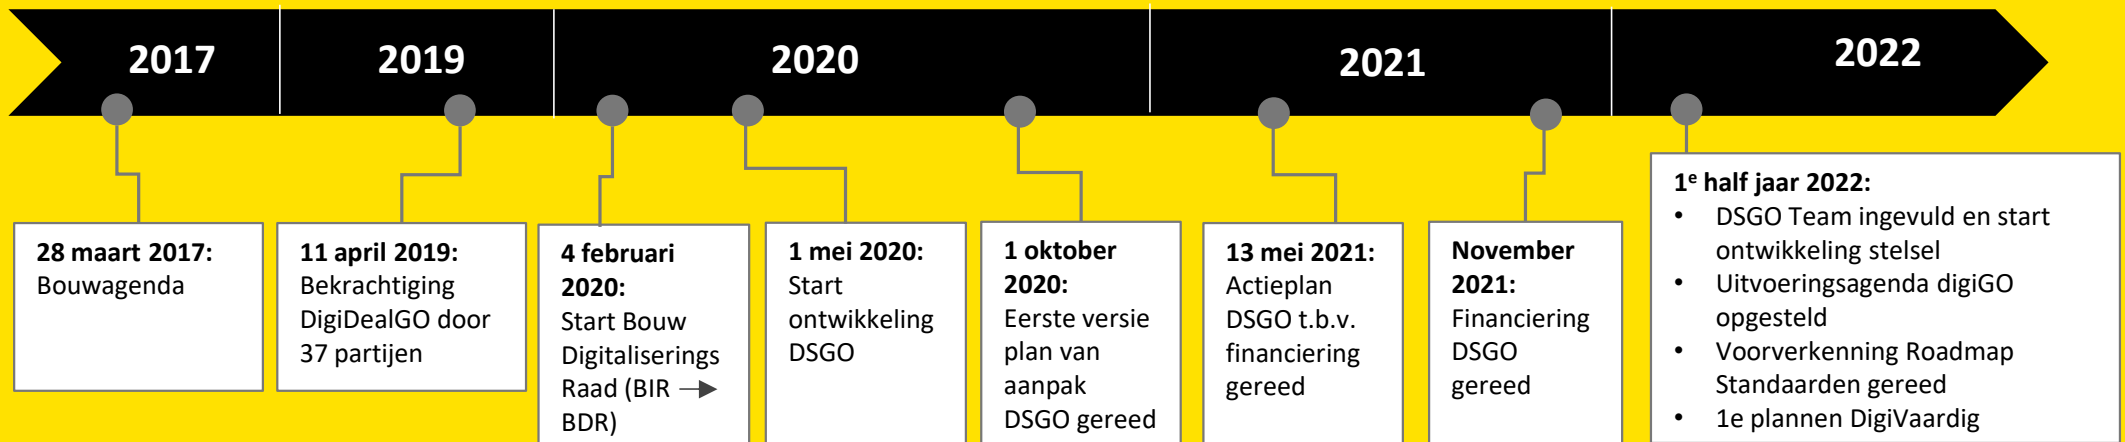 2017
2019
2020
2021
2022
28 maart 2017:
Bouwagenda
11 april 2019:
Bekrachtiging
DigiDealGO door
37 partijen
4 februari
2020:
Start Bouw
Digitaliserings
Raad (BIR →
BDR)
1 mei 2020:
Start
ontwikkeling
DSGO
1 oktober
2020:
Eerste versie
plan van
aanpak
DSGO gereed
13 mei 2021:
Actieplan
DSGO t.b.v.
financiering
gereed
November
2021:
Financiering
DSGO
gereed
1e half jaar 2022:
• DSGO Team ingevuld en start
ontwikkeling stelsel
• Uitvoeringsagenda digiGO
opgesteld
• Voorverkenning Roadmap
Standaarden gereed
• 1e plannen DigiVaardig